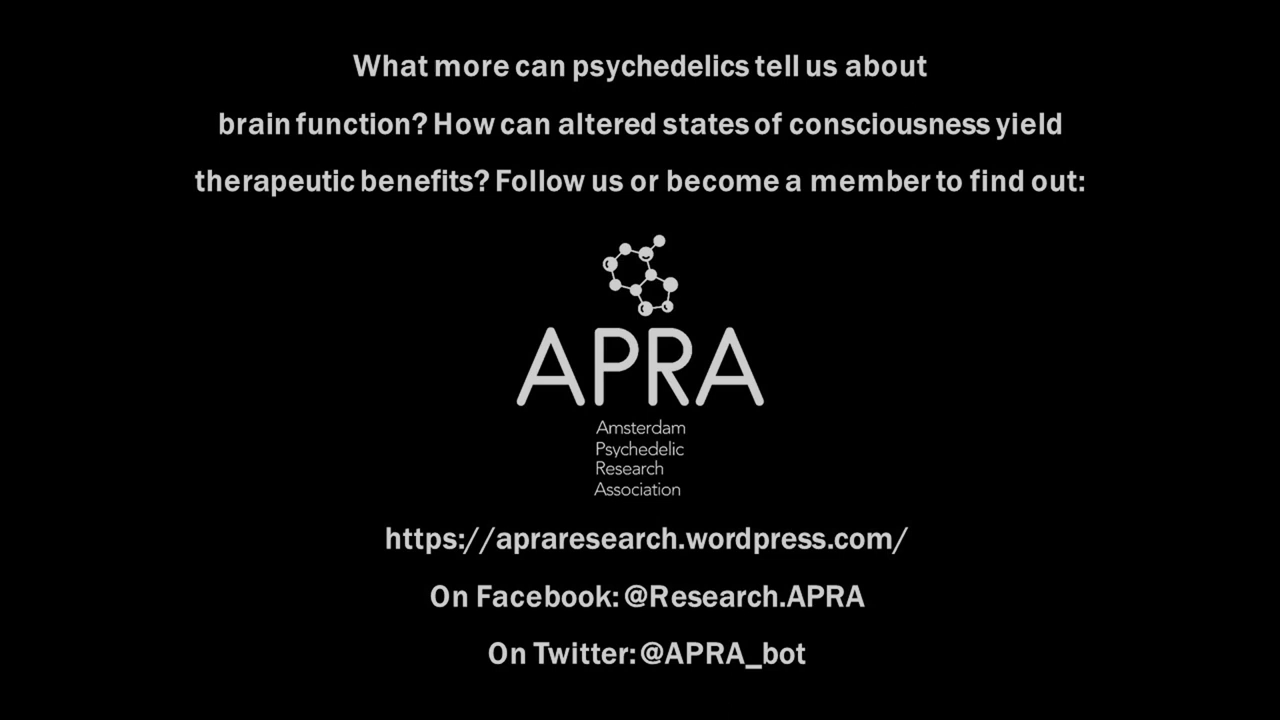 What more can psychedelics tell us about
brain function? How can altered states of consciousness yield
therapeutic benefits? Follow us or become a member to find out:
APRA
Amsterdam
Psychedelic
Research
Association
https://apraresearch.wordpress.com/
On Facebook: @Research.APRA
On Twitter: @APRA_bot